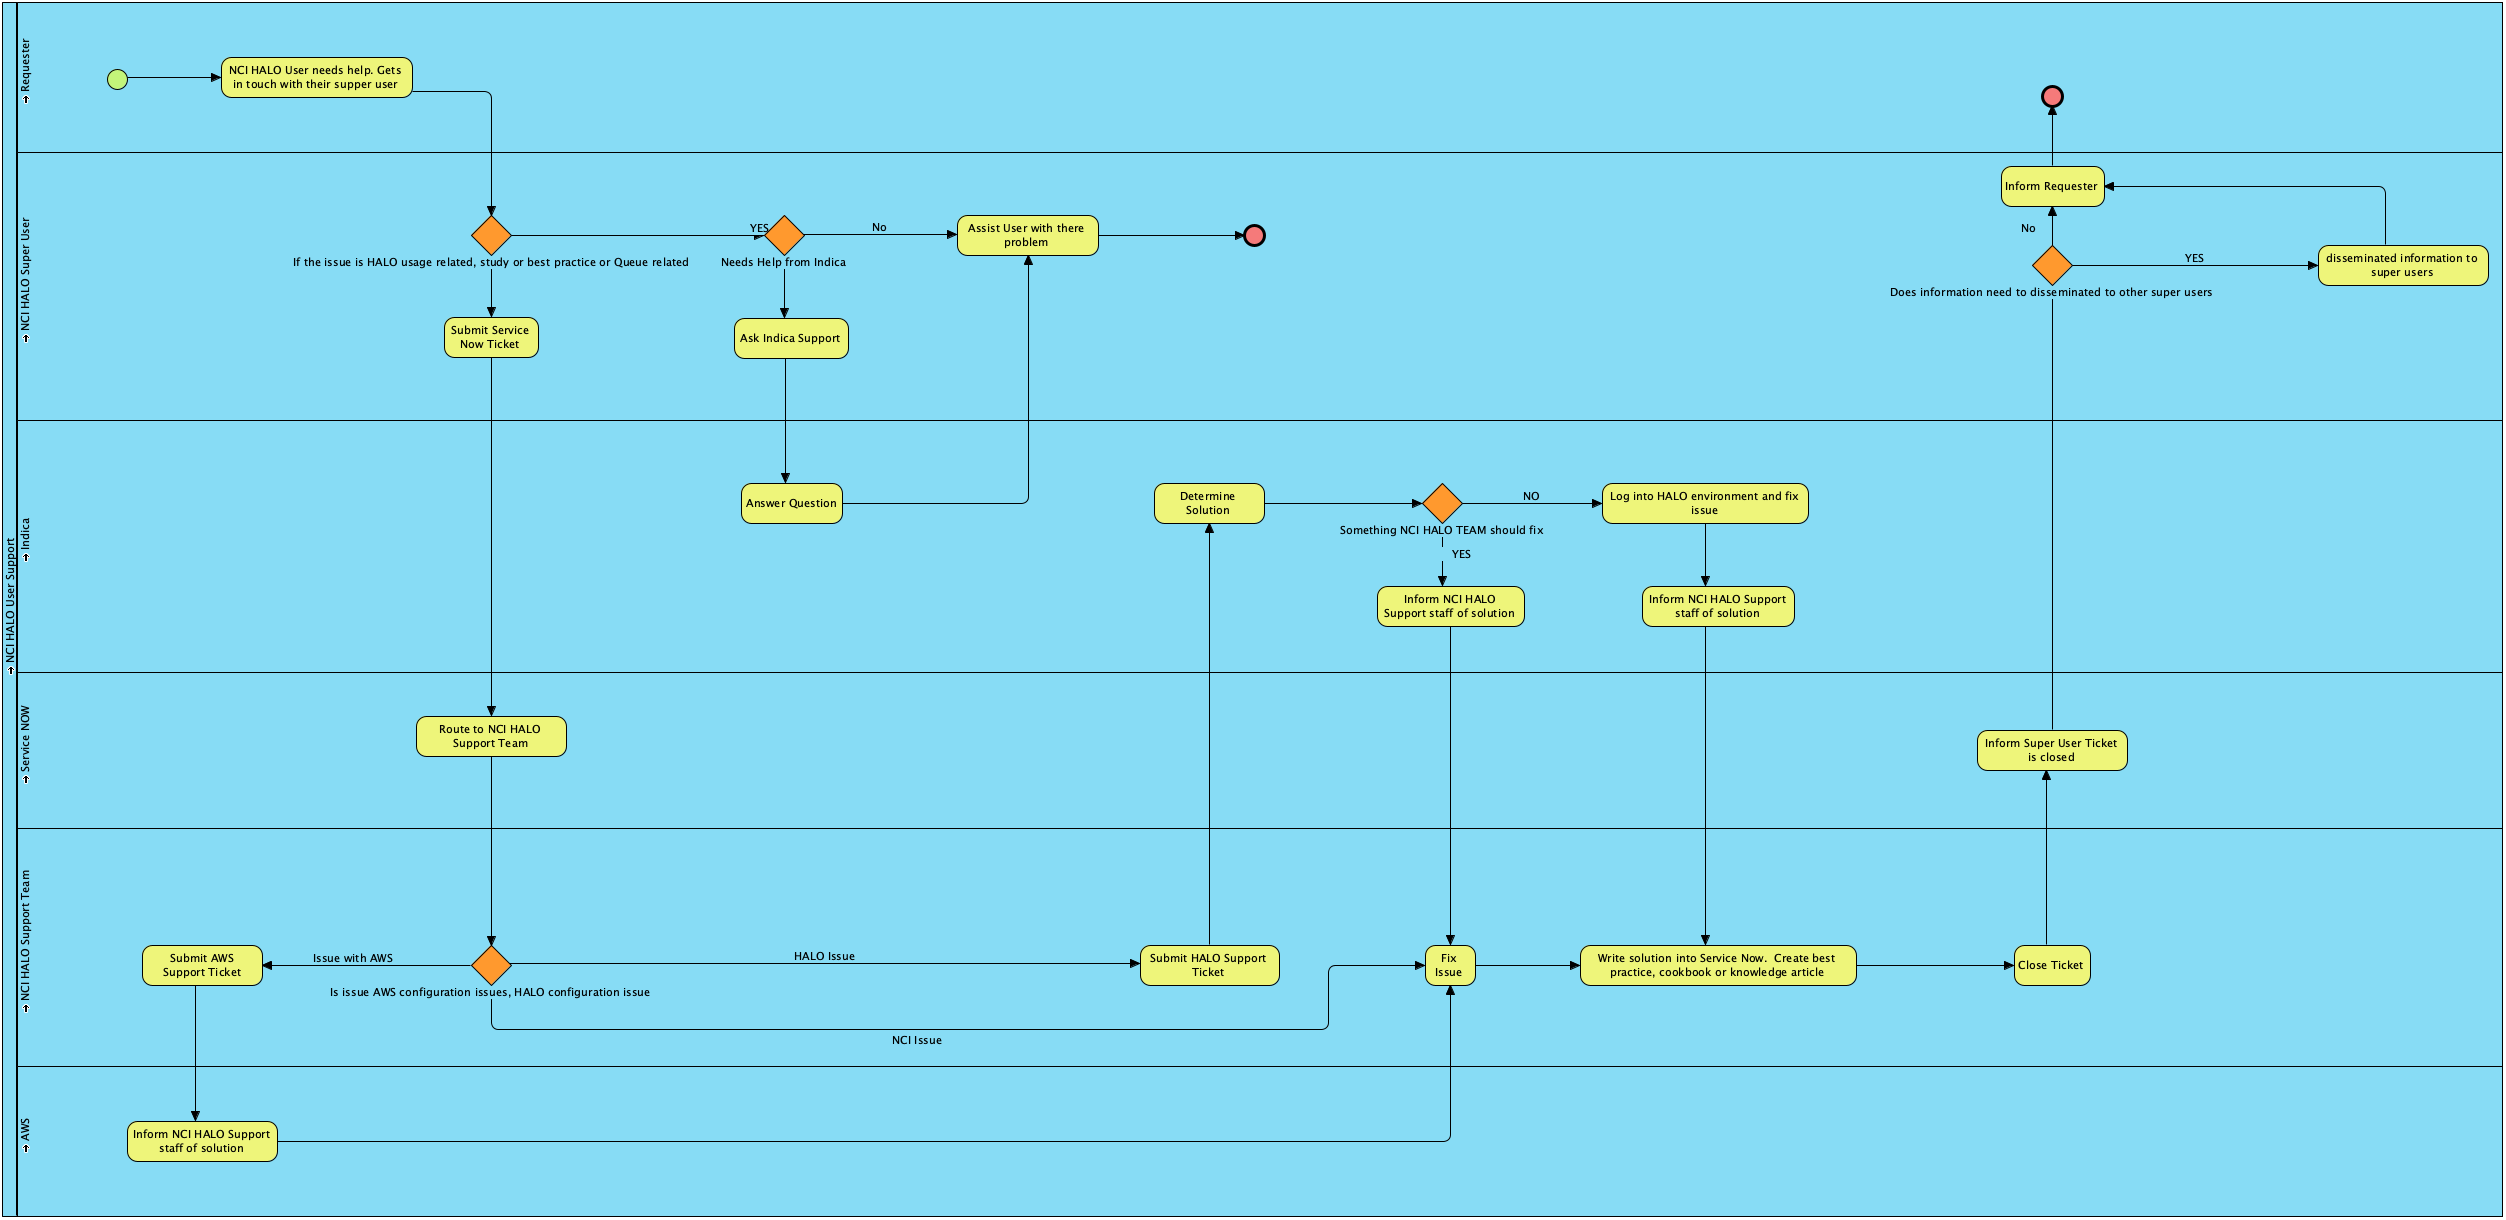 NCI HALO User Support
Requester
NCI HALO User needs help. Gets
in touch with their supper user
NCI HALO Super User
If the issue is HALO usage related, study or best practice or Queue related
YES
Needs Help from Indica
No
Assist User with there
problem
Submit Service
Now Ticket
Ask Indica Support
Inform Requester
No
Does information need to disseminated to other super users
YES
disseminated information to
super users
Indica
Answer Question
Determine
Solution
Something NCI HALO TEAM should fix
NO
YES
Log into HALO environment and fix
issue
Inform NCI HALO
Support staff of solution
Inform NCI HALO Support
staff of solution
Service NOW
Route to NCI HALO
Support Team
Inform Super User Ticket
is closed
NCI HALO Support Team
Submit AWS
Support Ticket
Issue with AWS
Is issue AWS configuration issues, HALO configuration issue
HALO Issue
NCI Issue
Submit HALO Support
Ticket
Fix
Issue
Write solution into Service Now.  Create best
practice, cookbook or knowledge article
Close Ticket
AWS
Inform NCI HALO Support
staff of solution